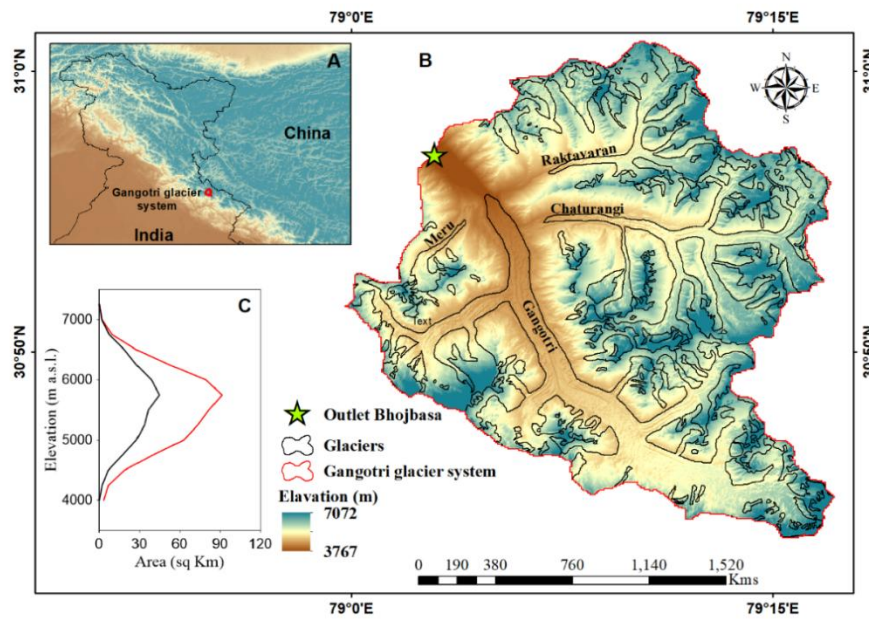 79°0'E
79°15'E
31°0'N
31°0'N
A
China
Gangotri glacier
system
India
B
N
W
E
S
Raktavaran
Chaturangi
Meru
Gangotri
Text
30°50'N
30°50'N
C
7000
6000
5000
4000
Elevation (m a.s.l.)
0
30
60
90
120
Area (sq Km)
Outlet Bhojbasa
Glaciers
Gangotri glacier system
Elavation (m)
7072
3767
0
190
380
760
1,140
1,520
Kms
79°0'E
79°15'E